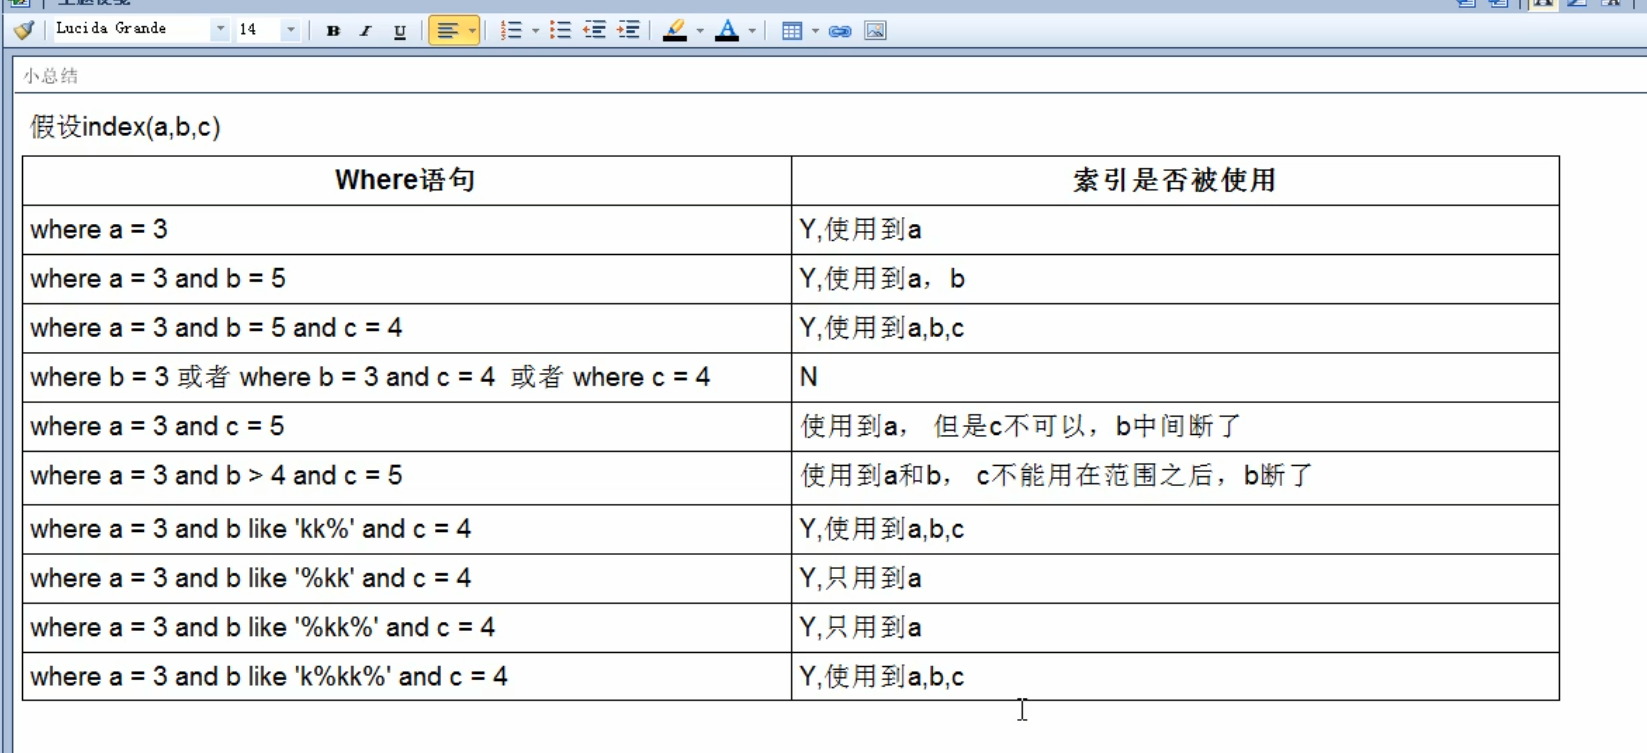 Lucida Grande 14 B I U A
小总结
假设index(a,b,c)
Where语句 索引是否被使用
where a = 3 Y,使用到a
where a = 3 and b = 5 Y,使用到a，b
where a = 3 and b = 5 and c = 4 Y,使用到a,b,c
where b = 3 或者 where b = 3 and c = 4 或者 where c = 4 N
where a = 3 and c = 5 使用到a， 但是c不可以，b中间断了
where a = 3 and b > 4 and c = 5 使用到a和b， c不能用在范围之后，b断了
where a = 3 and b like 'kk%' and c = 4 Y,使用到a,b,c
where a = 3 and b like '%kk' and c = 4 Y,只用到a
where a = 3 and b like '%kk%' and c = 4 Y,只用到a
where a = 3 and b like 'k%kk%' and c = 4 Y,使用到a,b,c